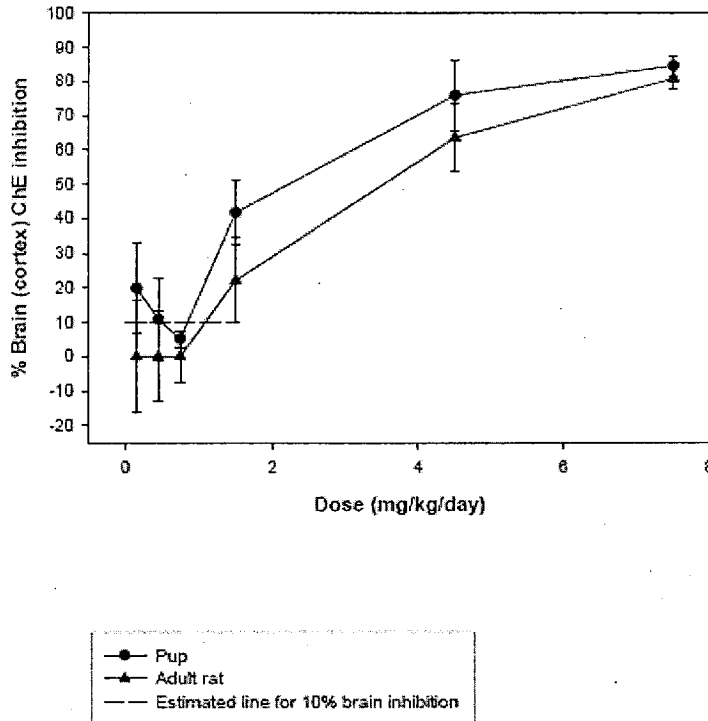 100
90
80
70
60
50
40
30
20
10
0
-10
-20
% Brain (cortex) ChE inhibition
0 2 4 6 8
Dose (mg/kg/day)
Pup
Adult rat
Estimated line for 10% brain inhibition